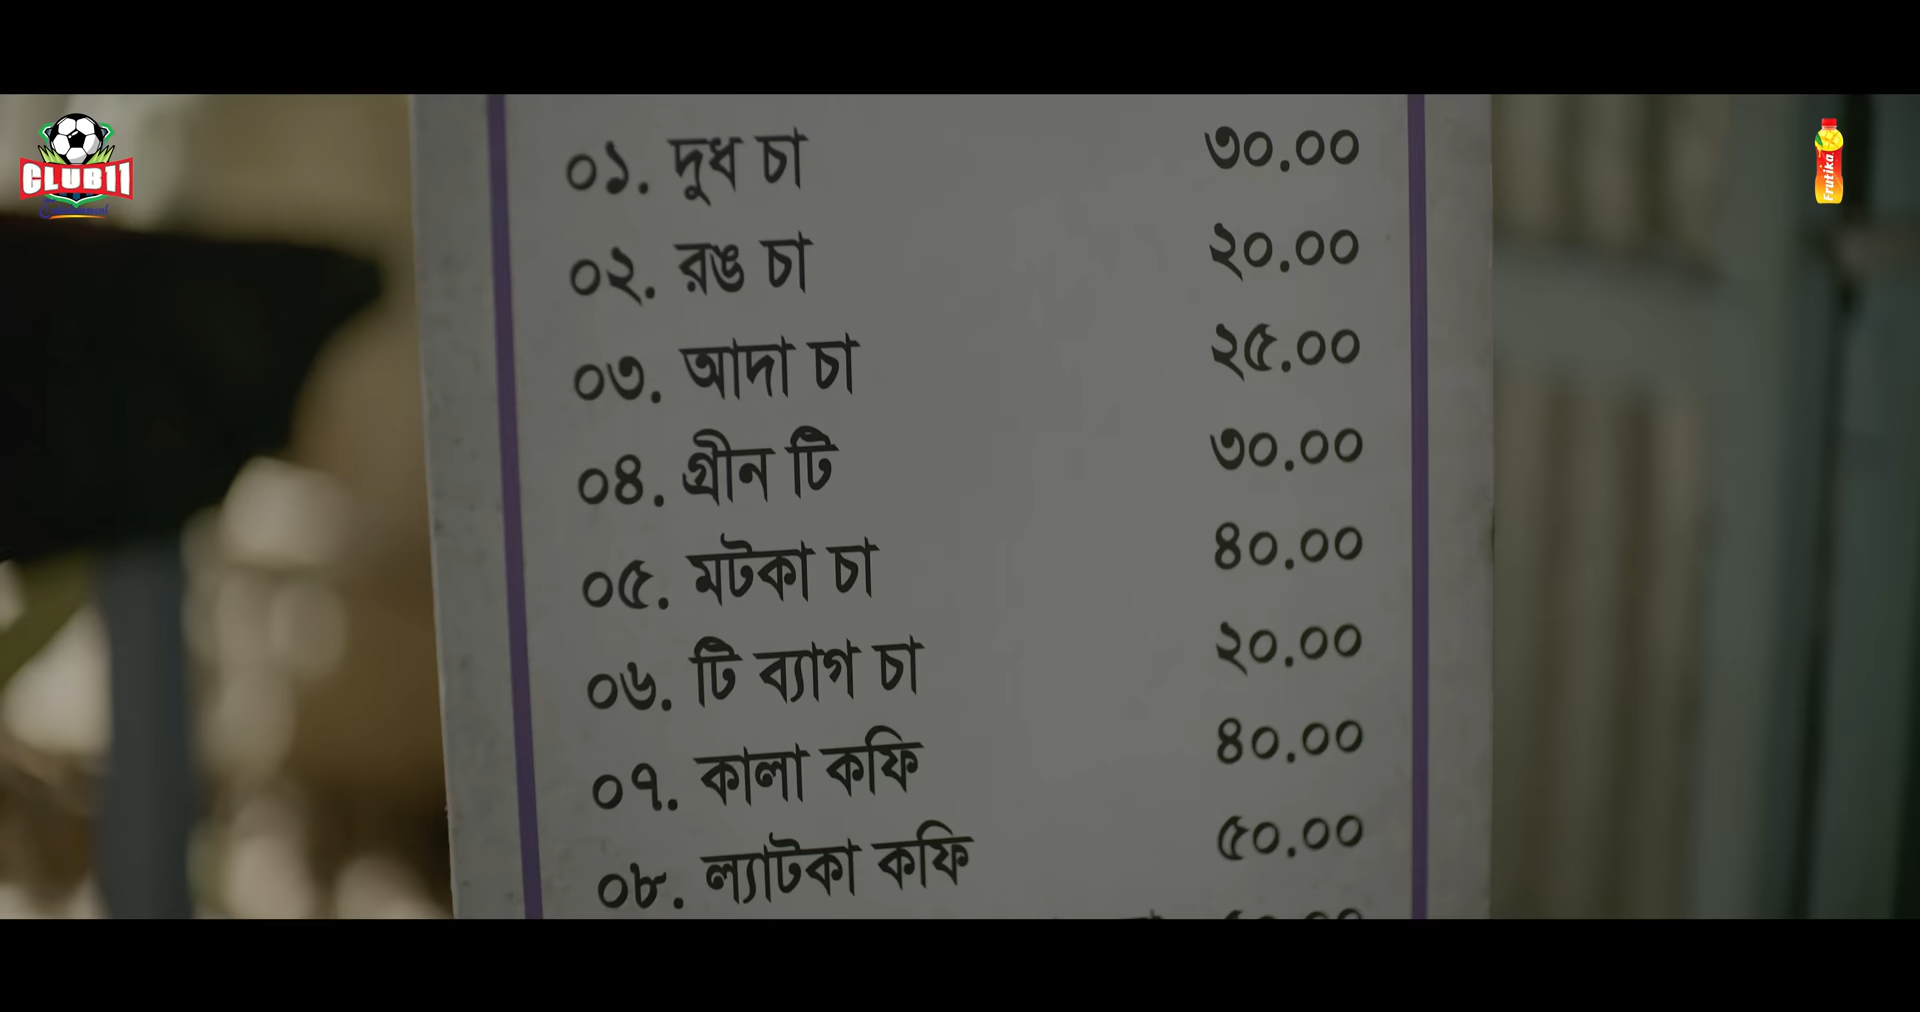 CLUB11
Entertainment
Frutika
০১. দুধ চা ৩০.০০
০২. রঙ চা ২০.০০
০৩. আদা চা ২৫.০০
০৪. গ্রীন টি ৩০.০০
০৫. মটকা চা ৪০.০০
০৬. টি ব্যাগ চা ২০.০০
০৭. কালা কফি ৪০.০০
০৮. ল্যাটকা কফি ৫০.০০